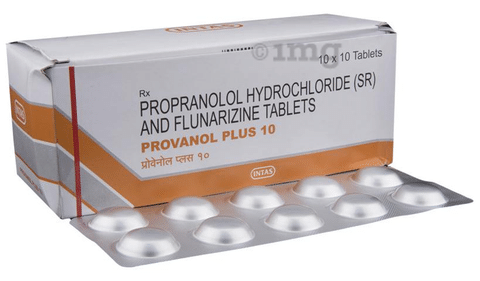 INTAS
1mg
10 x 10 Tablets
Rx
PROPRANOLOL HYDROCHLORIDE (SR)
AND FLUNARIZINE TABLETS
PROVANOL PLUS 10
प्रोवेनोल प्लस १०
INTAS